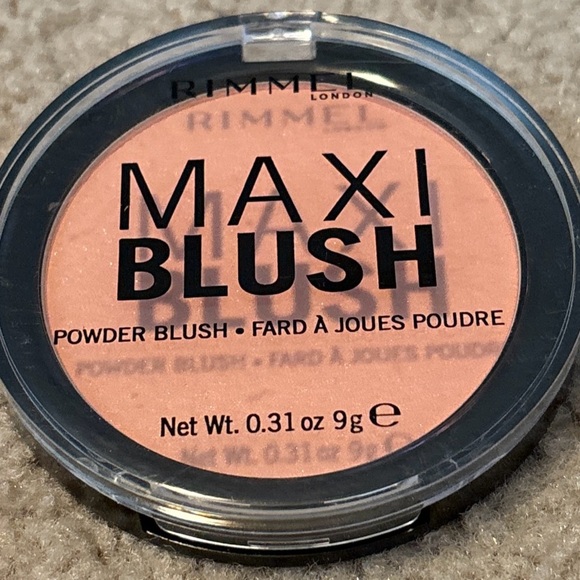 RIMMEL
LONDON
MAXI
BLUSH
POWDER BLUSH • FARD À JOUES POUDRE
Net Wt. 0.31 oz 9g ℮